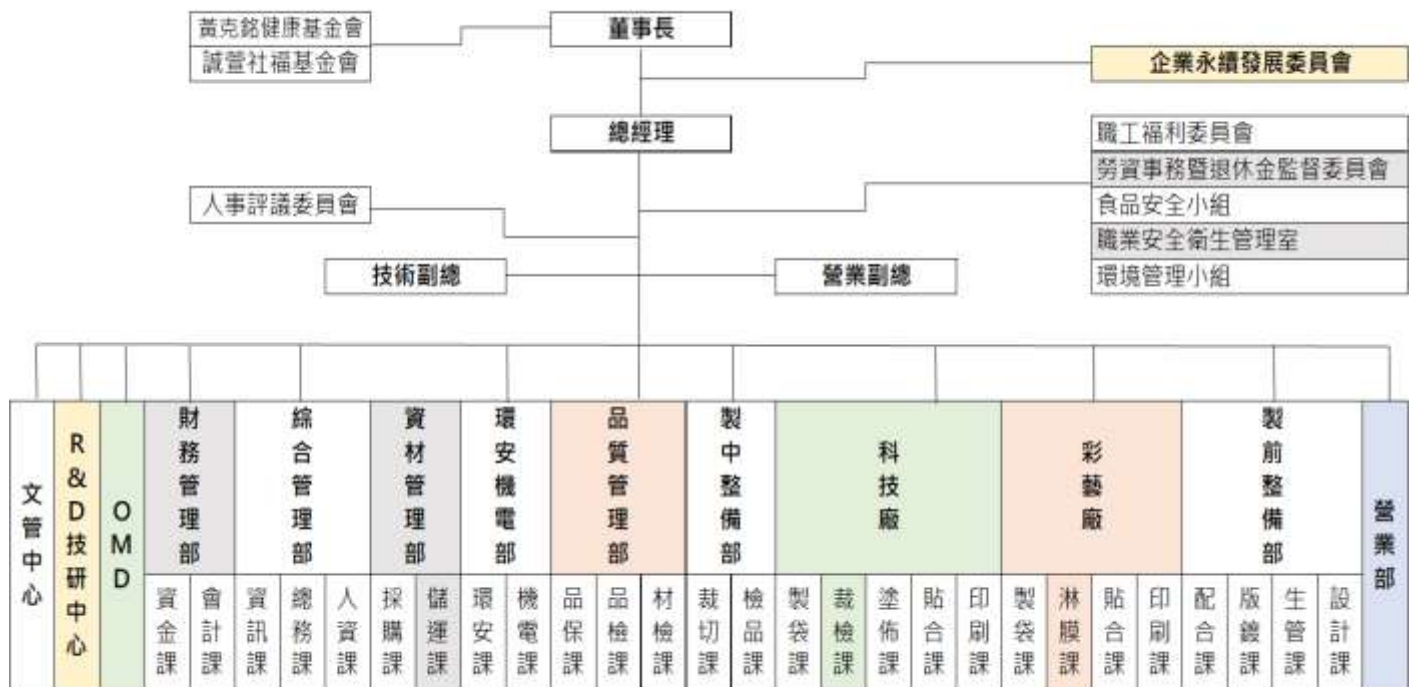 黃克銘健康基金會
誠萱社福基金會
董事長
企業永續發展委員會
總經理
職工福利委員會
勞資事務暨退休金監督委員會
食品安全小組
職業安全衛生管理室
環境管理小組
人事評議委員會
技術副總
營業副總
文管中心
R&D技研中心
OMD
財務管理部
資金課
會計課
綜合管理部
資訊課
總務課
人資課
資材管理部
採購課
儲運課
環安機電部
環安課
機電課
品質管理部
品保課
品檢課
材檢課
製中整備部
裁切課
檢品課
科技廠
製袋課
裁檢課
塗佈課
貼合課
印刷課
彩藝廠
製袋課
淋膜課
貼合課
印刷課
製前整備部
配合課
版鍍課
生管課
設計課
營業部